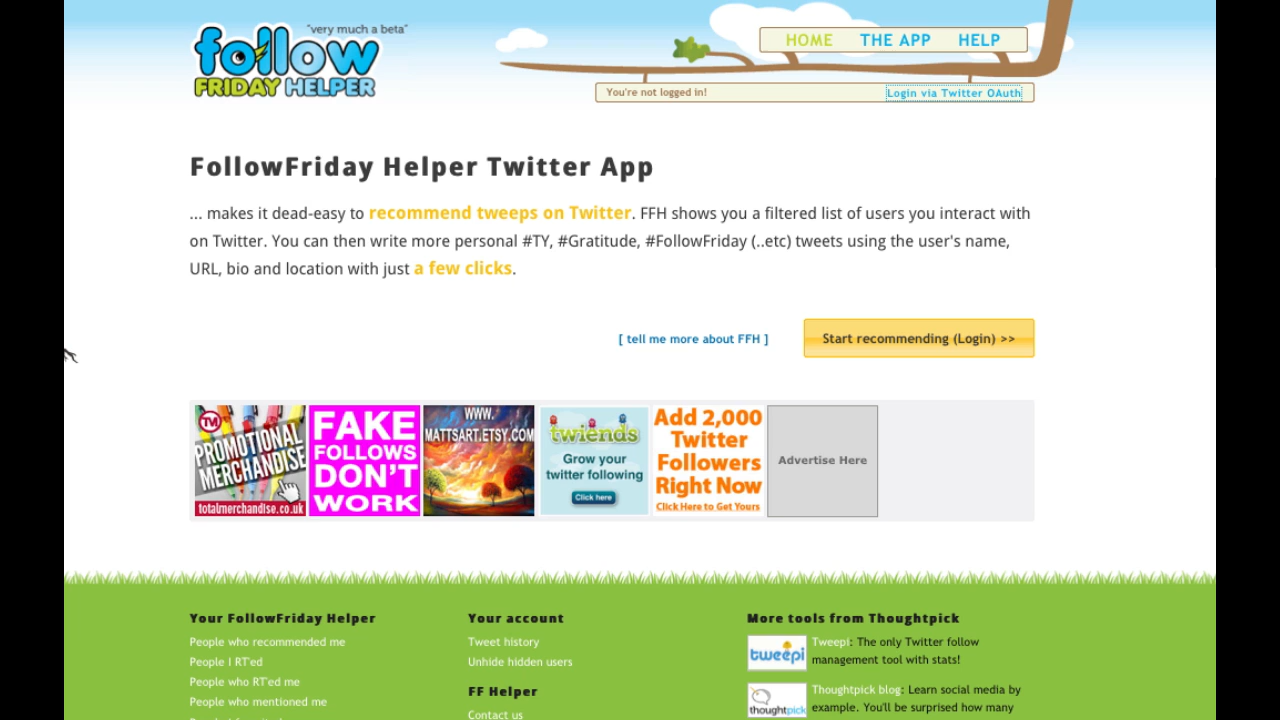 "very much a beta"
follow
FRIDAY HELPER
HOME THE APP HELP
You're not logged in! Login via Twitter OAuth
FollowFriday Helper Twitter App
... makes it dead-easy to recommend tweeps on Twitter. FFH shows you a filtered list of users you interact with
on Twitter. You can then write more personal #TY, #Gratitude, #FollowFriday (..etc) tweets using the user's name,
URL, bio and location with just a few clicks.
[ tell me more about FFH ] Start recommending (Login) >>
TM
PROMOTIONAL
MERCHANDISE
totalmerchandise.co.uk
FAKE
FOLLOWS
DON'T
WORK
WWW.
MATTSART.ETSY.COM
twiends
Grow your
twitter following
Click here
Add 2,000
Twitter
Followers
Right Now
Click Here to Get Yours
Advertise Here
Your FollowFriday Helper
People who recommended me
People I RT'ed
People who RT'ed me
People who mentioned me
Your account
Tweet history
Unhide hidden users
FF Helper
Contact us
More tools from Thoughtpick
tweepi
Tweepi: The only Twitter follow
management tool with stats!
thoughtpick
Thoughtpick blog: Learn social media by
example. You'll be surprised how many